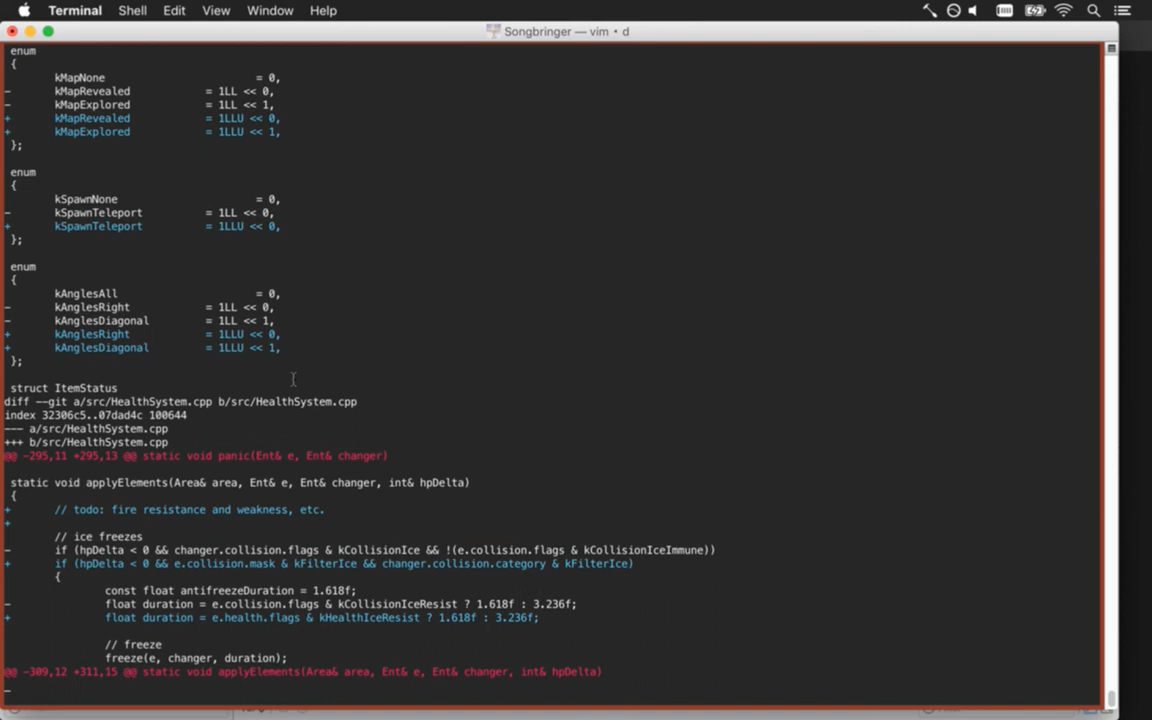 Terminal Shell Edit View Window Help
Songbringer — vim • d
enum
{
kMapNone = 0,
- kMapRevealed = 1LL << 0,
- kMapExplored = 1LL << 1,
+ kMapRevealed = 1LLU << 0,
+ kMapExplored = 1LLU << 1,
};
enum
{
kSpawnNone = 0,
- kSpawnTeleport = 1LL << 0,
+ kSpawnTeleport = 1LLU << 0,
};
enum
{
kAnglesAll = 0,
- kAnglesRight = 1LL << 0,
- kAnglesDiagonal = 1LL << 1,
+ kAnglesRight = 1LLU << 0,
+ kAnglesDiagonal = 1LLU << 1,
};
struct ItemStatus
diff --git a/src/HealthSystem.cpp b/src/HealthSystem.cpp
index 32306c5..07dad4c 100644
--- a/src/HealthSystem.cpp
+++ b/src/HealthSystem.cpp
@@ -295,11 +295,13 @@ static void panic(Ent& e, Ent& changer)
static void applyElements(Area& area, Ent& e, Ent& changer, int& hpDelta)
{
+ // todo: fire resistance and weakness, etc.
+
// ice freezes
- if (hpDelta < 0 && changer.collision.flags & kCollisionIce && !(e.collision.flags & kCollisionIceImmune))
+ if (hpDelta < 0 && e.collision.mask & kFilterIce && changer.collision.category & kFilterIce)
{
const float antifreezeDuration = 1.618f;
- float duration = e.collision.flags & kCollisionIceResist ? 1.618f : 3.236f;
+ float duration = e.health.flags & kHealthIceResist ? 1.618f : 3.236f;
// freeze
freeze(e, changer, duration);
@@ -309,12 +311,15 @@ static void applyElements(Area& area, Ent& e, Ent& changer, int& hpDelta)
-